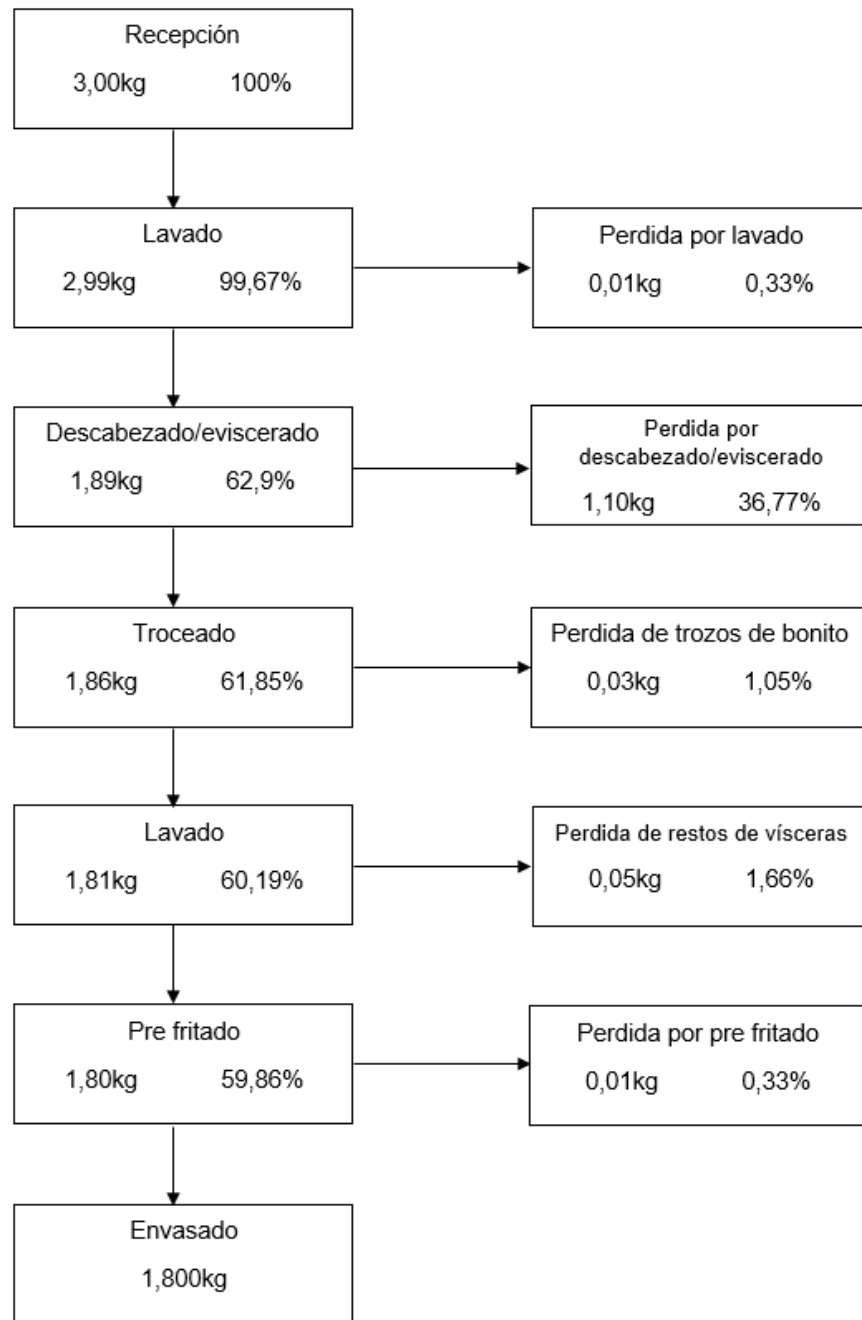 Recepción
3,00kg 100%
Lavado
2,99kg 99,67%
Perdida por lavado
0,01kg 0,33%
Descabezado/eviscerado
1,89kg 62,9%
Perdida por
descabezado/eviscerado
1,10kg 36,77%
Troceado
1,86kg 61,85%
Perdida de trozos de bonito
0,03kg 1,05%
Lavado
1,81kg 60,19%
Perdida de restos de vísceras
0,05kg 1,66%
Pre fritado
1,80kg 59,86%
Perdida por pre fritado
0,01kg 0,33%
Envasado
1,800kg